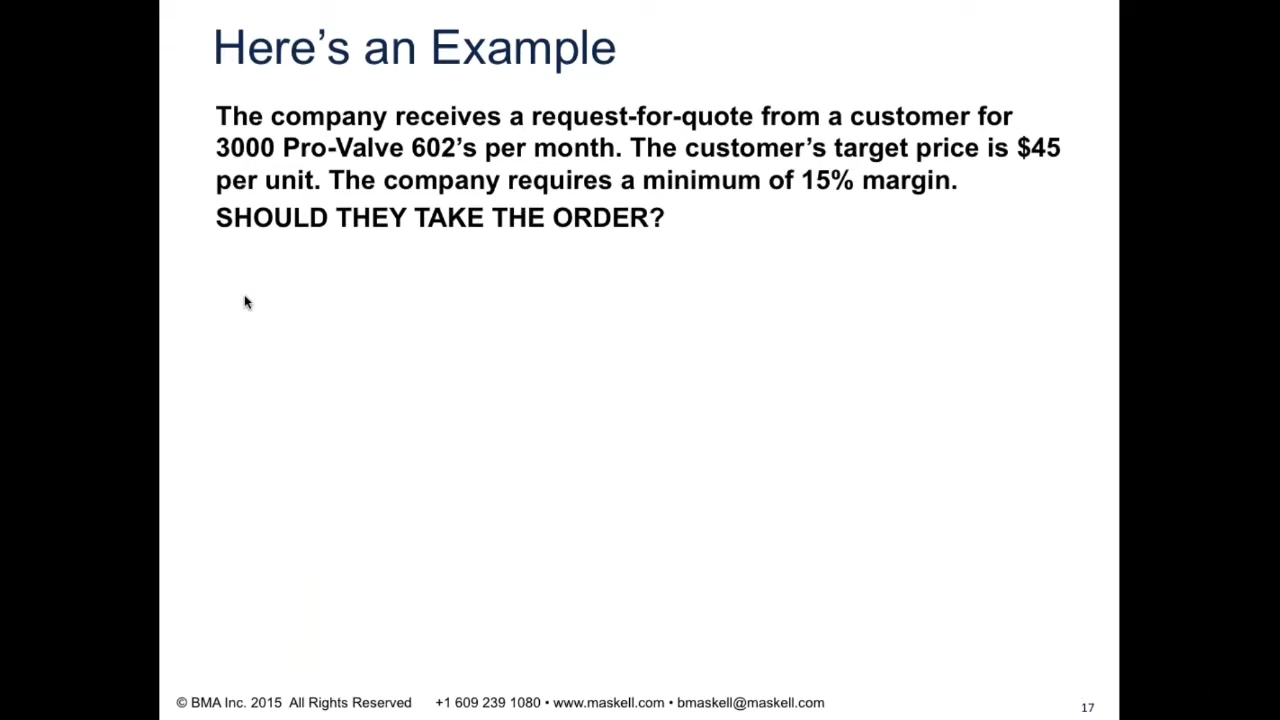 Here’s an Example
The company receives a request-for-quote from a customer for
3000 Pro-Valve 602’s per month. The customer’s target price is $45
per unit. The company requires a minimum of 15% margin.
SHOULD THEY TAKE THE ORDER?
© BMA Inc. 2015 All Rights Reserved +1 609 239 1080 • www.maskell.com • bmaskell@maskell.com
17